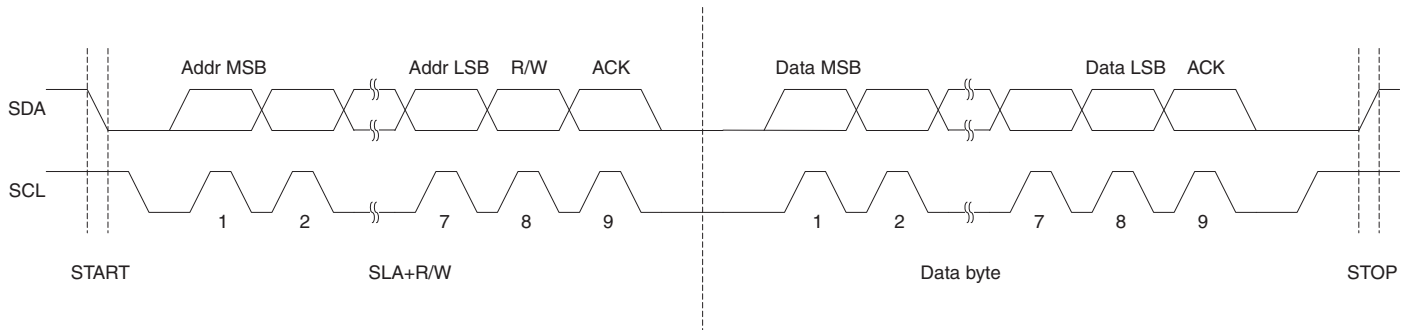 Addr MSB Addr LSB R/W ACK Data MSB Data LSB ACK
SDA
SCL
1 2 7 8 9 1 2 7 8 9
START SLA+R/W Data byte STOP